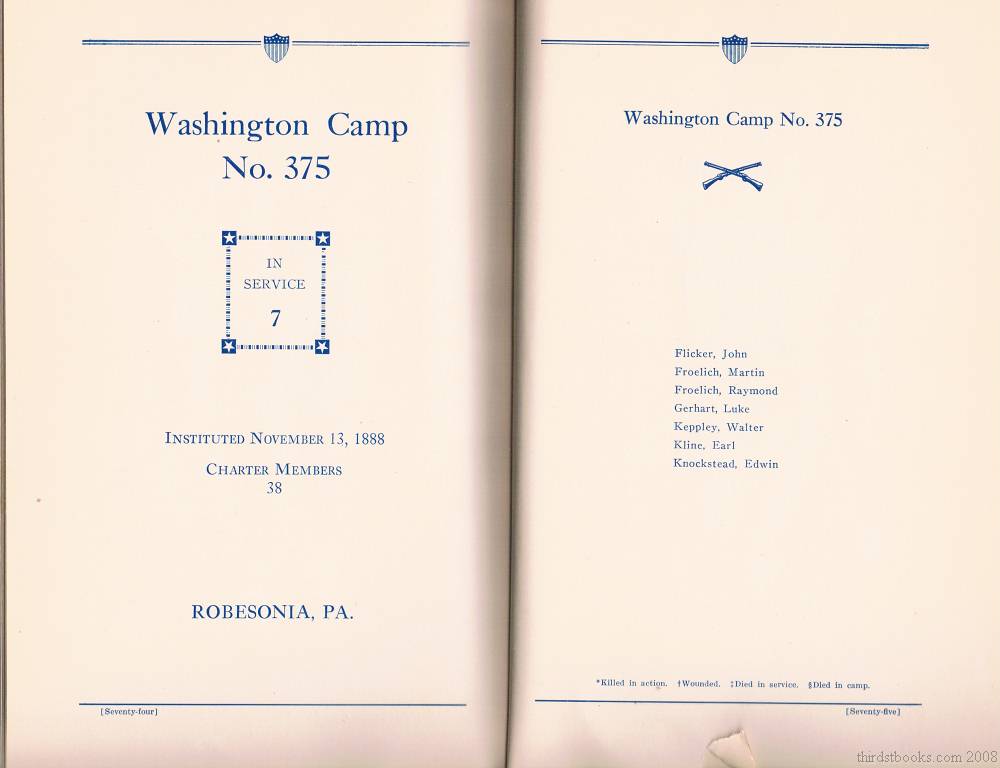 Washington Camp
No. 375
IN
SERVICE
7
INSTITUTED NOVEMBER 13, 1888
CHARTER MEMBERS
38
ROBESONIA, PA.
[Seventy-four]
Washington Camp No. 375
Flicker, John
Froelich, Martin
Froelich, Raymond
Gerhart, Luke
Keppley, Walter
Kline, Earl
Knockstead, Edwin
*Killed in action. †Wounded. ‡Died in service. §Died in camp.
[Seventy-five]
thirdstbooks.com 2008